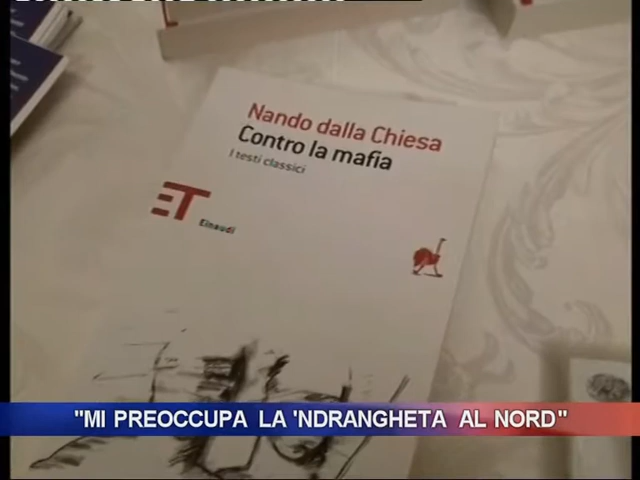 Nando dalla Chiesa
Contro la mafia
I testi classici
ET
Einaudi
"MI PREOCCUPA LA 'NDRANGHETA AL NORD"